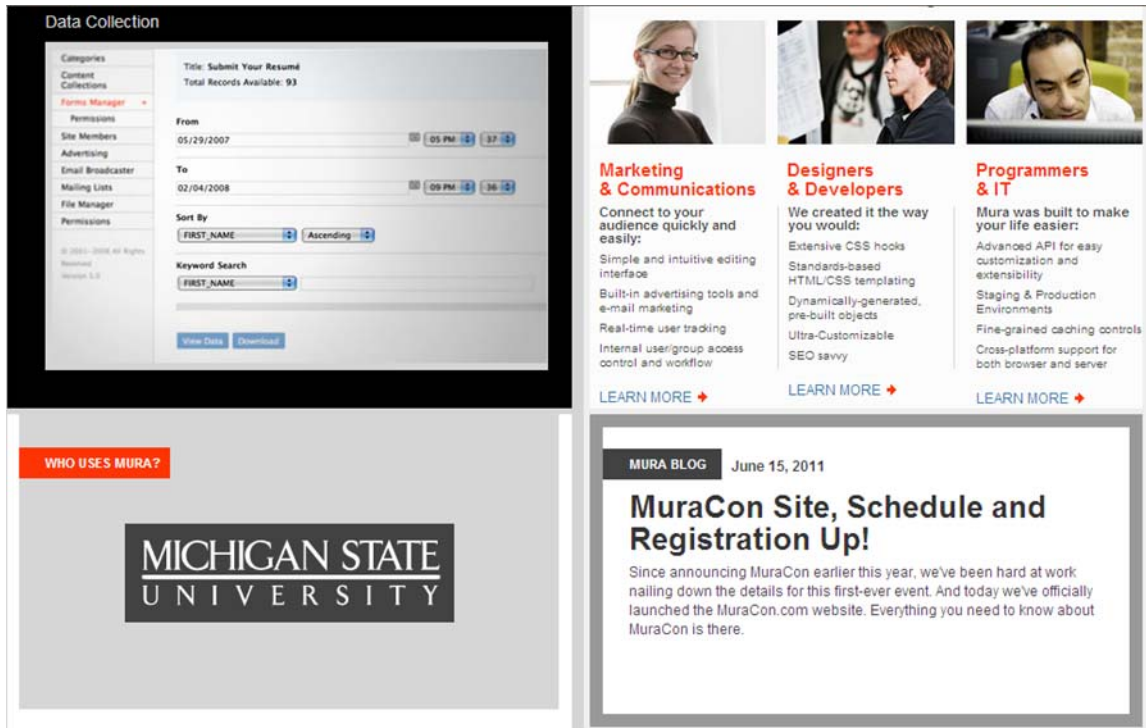 Data Collection
Categories
Content
Collections
Forms Manager
Permissions
Site Members
Advertising
Email Broadcaster
Mailing Lists
File Manager
Permissions
© 2001-2006 All Rights
Reserved
Version 5.0
Title: Submit Your Resumé
Total Records Available: 93
From
05/29/2007 05 PM 37
To
02/04/2008 09 PM 36
Sort By
FIRST_NAME Ascending
Keyword Search
FIRST_NAME
View Data Download
Marketing
& Communications
Connect to your
audience quickly and
easily:
Simple and intuitive editing
interface
Built-in advertising tools and
e-mail marketing
Real-time user tracking
Internal user/group access
control and workflow
LEARN MORE
Designers
& Developers
We created it the way
you would:
Extensive CSS hooks
Standards-based
HTML/CSS templating
Dynamically-generated,
pre-built objects
Ultra-Customizable
SEO savvy
LEARN MORE
Programmers
& IT
Mura was built to make
your life easier:
Advanced API for easy
customization and
extensibility
Staging & Production
Environments
Fine-grained caching controls
Cross-platform support for
both browser and server
LEARN MORE
WHO USES MURA?
MICHIGAN STATE
UNIVERSITY
MURA BLOG June 15, 2011
MuraCon Site, Schedule and
Registration Up!
Since announcing MuraCon earlier this year, we've been hard at work
nailing down the details for this first-ever event. And today we've officially
launched the MuraCon.com website. Everything you need to know about
MuraCon is there.